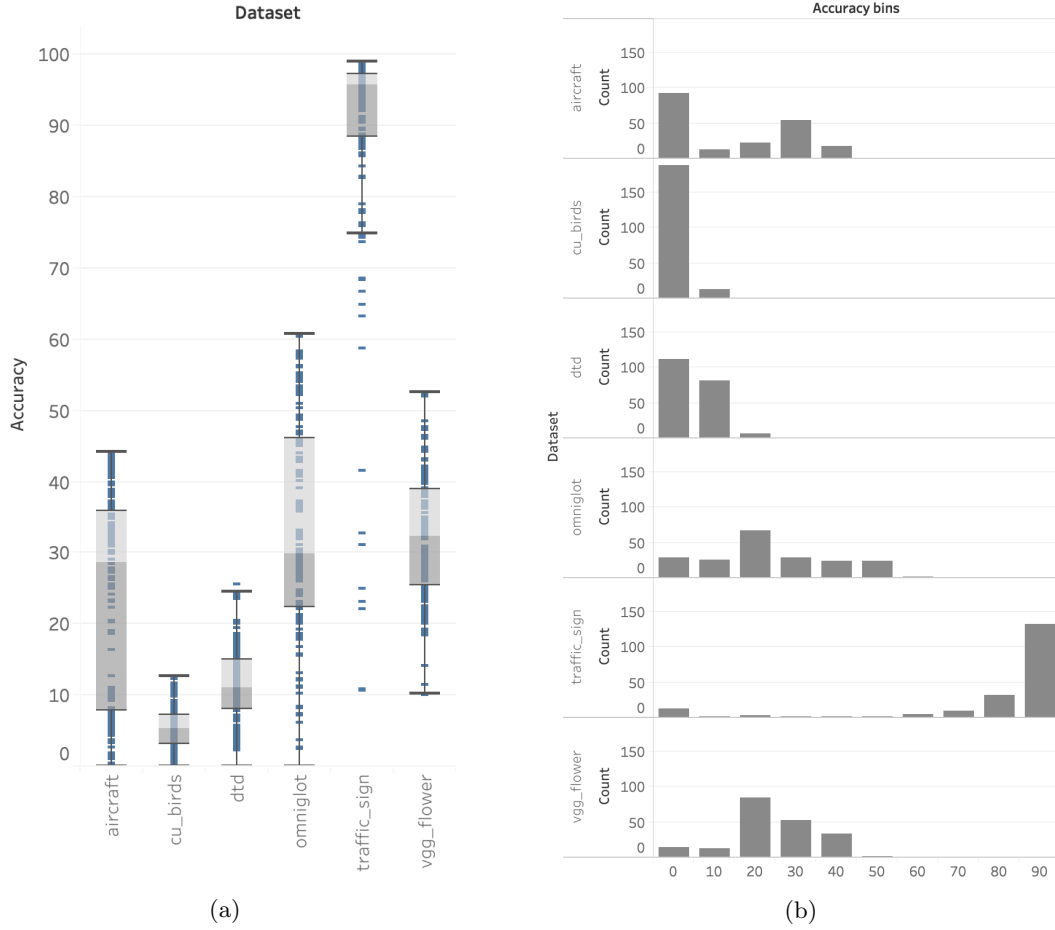 Dataset
Accuracy
100
90
80
70
60
50
40
30
20
10
0
aircraft
cu_birds
dtd
omniglot
traffic_sign
vgg_flower
(a)
Accuracy bins
Dataset
aircraft
Count
150
100
50
0
cu_birds
Count
150
100
50
0
dtd
Count
150
100
50
0
omniglot
Count
150
100
50
0
traffic_sign
Count
150
100
50
0
vgg_flower
Count
150
100
50
0
0 10 20 30 40 50 60 70 80 90
(b)